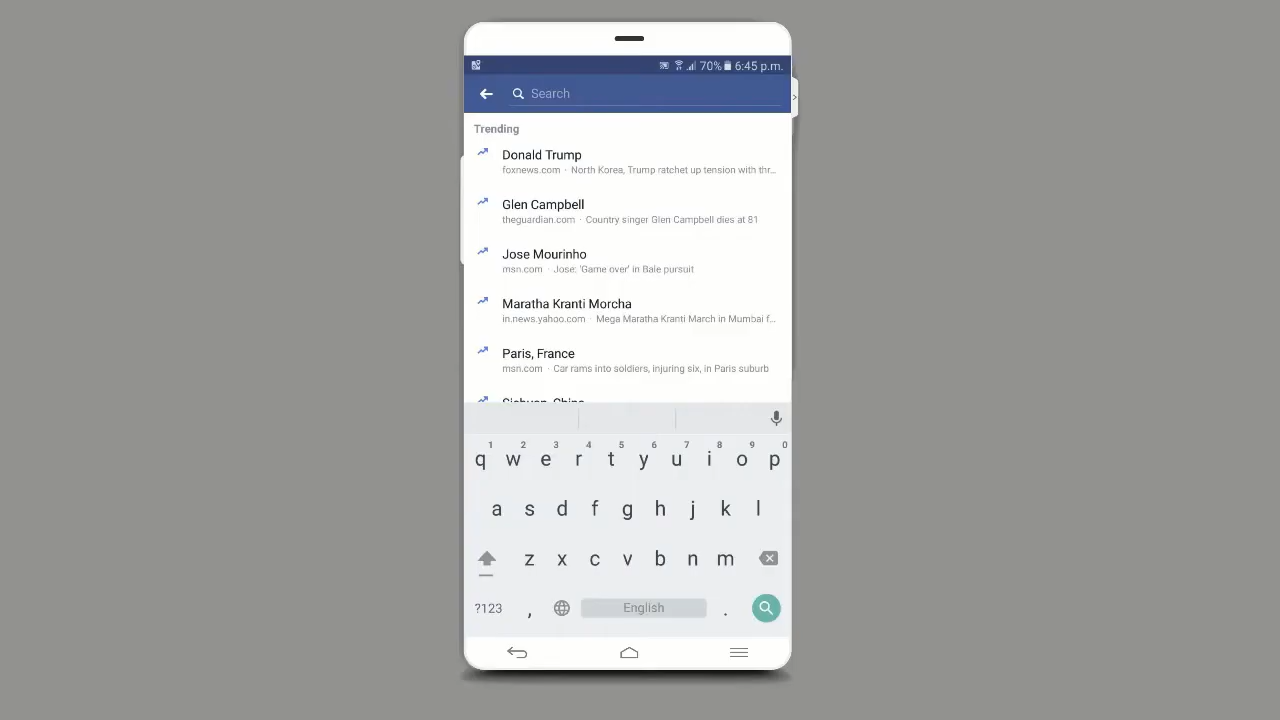 70% 6:45 p.m.
Search
Trending
Donald Trump
foxnews.com · North Korea, Trump ratchet up tension with thr...
Glen Campbell
theguardian.com · Country singer Glen Campbell dies at 81
Jose Mourinho
msn.com · Jose: 'Game over' in Bale pursuit
Maratha Kranti Morcha
in.news.yahoo.com · Mega Maratha Kranti March in Mumbai f...
Paris, France
msn.com · Car rams into soldiers, injuring six, in Paris suburb
Sichuan, China
1 2 3 4 5 6 7 8 9 0
q w e r t y u i o p
a s d f g h j k l
z x c v b n m
?123 , English .